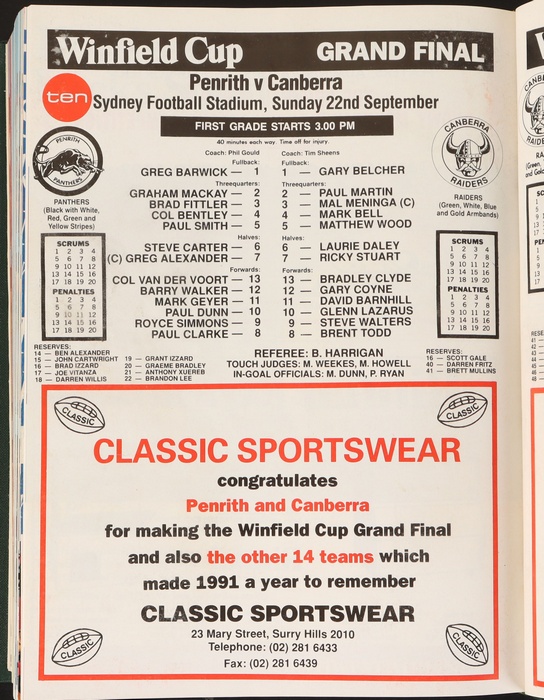 Winfield Cup GRAND FINAL
ten
Penrith v Canberra
Sydney Football Stadium, Sunday 22nd September
FIRST GRADE STARTS 3.00 PM
40 minutes each way. Time off for injury.
Coach: Phil Gould Coach: Tim Sheens
Fullback: Fullback:
GREG BARWICK — 1 1 — GARY BELCHER
Threequarters: Threequarters:
GRAHAM MACKAY — 2 2 — PAUL MARTIN
BRAD FITTLER — 3 3 — MAL MENINGA (C)
COL BENTLEY — 4 4 — MARK BELL
PAUL SMITH — 5 5 — MATTHEW WOOD
Halves: Halves:
STEVE CARTER — 6 6 — LAURIE DALEY
(C) GREG ALEXANDER — 7 7 — RICKY STUART
Forwards: Forwards:
COL VAN DER VOORT — 13 13 — BRADLEY CLYDE
BARRY WALKER — 12 12 — GARY COYNE
MARK GEYER — 11 11 — DAVID BARNHILL
PAUL DUNN — 10 10 — GLENN LAZARUS
ROYCE SIMMONS — 9 9 — STEVE WALTERS
PAUL CLARKE — 8 8 — BRENT TODD
PENRITH
PANTHERS
PANTHERS
(Black with White,
Red, Green and
Yellow Stripes)
SCRUMS
1 2 3 4
5 6 7 8
9 10 11 12
13 14 15 16
17 18 19 20
PENALTIES
1 2 3 4
5 6 7 8
9 10 11 12
13 14 15 16
17 18 19 20
CANBERRA
RAIDERS
RAIDERS
(Green, White, Blue
and Gold Armbands)
SCRUMS
1 2 3 4
5 6 7 8
9 10 11 12
13 14 15 16
17 18 19 20
PENALTIES
1 2 3 4
5 6 7 8
9 10 11 12
13 14 15 16
17 18 19 20
RESERVES:
14 — BEN ALEXANDER
15 — JOHN CARTWRIGHT
16 — BRAD IZZARD
17 — JOE VITANZA
18 — DARREN WILLIS
19 — GRANT IZZARD
20 — GRAEME BRADLEY
21 — ANTHONY XUEREB
22 — BRANDON LEE
REFEREE: B. HARRIGAN
TOUCH JUDGES: M. WEEKES, M. HOWELL
IN-GOAL OFFICIALS: M. DUNN, P. RYAN
RESERVES:
16 — SCOTT GALE
40 — DARREN FRITZ
41 — BRETT MULLINS
CLASSIC
CLASSIC
CLASSIC SPORTSWEAR
congratulates
Penrith and Canberra
for making the Winfield Cup Grand Final
and also the other 14 teams which
made 1991 a year to remember
CLASSIC SPORTSWEAR
23 Mary Street, Surry Hills 2010
Telephone: (02) 281 6433
Fax: (02) 281 6439
CLASSIC
CLASSIC